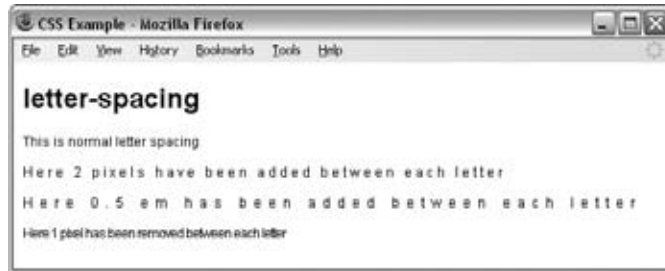 CSS Example - Mozilla Firefox
File Edit View History Bookmarks Tools Help
letter-spacing
This is normal letter spacing
Here 2 pixels have been added between each letter
Here 0.5 em has been added between each letter
Here 1 pixel has been removed between each letter